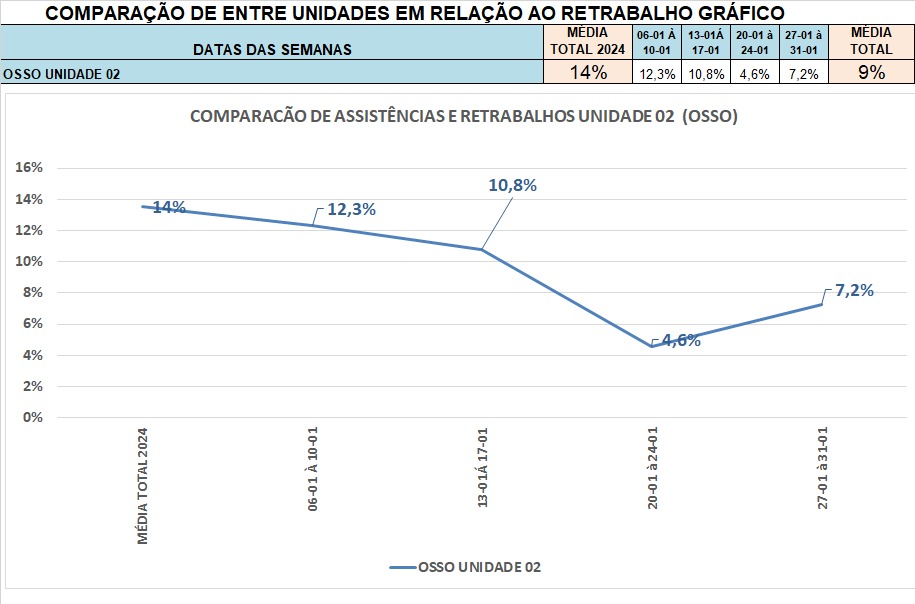 COMPARAÇÃO DE ENTRE UNIDADES EM RELAÇÃO AO RETRABALHO GRÁFICO
DATAS DAS SEMANAS
MÉDIA TOTAL 2024
06-01 À 10-01
13-01À 17-01
20-01 à 24-01
27-01 à 31-01
MÉDIA TOTAL
OSSO UNIDADE 02 14% 12,3% 10,8% 4,6% 7,2% 9%
COMPARACÃO DE ASSISTÊNCIAS E RETRABALHOS UNIDADE 02 (OSSO)
16%
14%
12%
10%
8%
6%
4%
2%
0%
14%
12,3%
10,8%
4,6%
7,2%
MÉDIA TOTAL 2024
06-01 À 10-01
13-01Á 17-01
20-01 à 24-01
27-01 à 31-01
OSSO UNIDADE 02